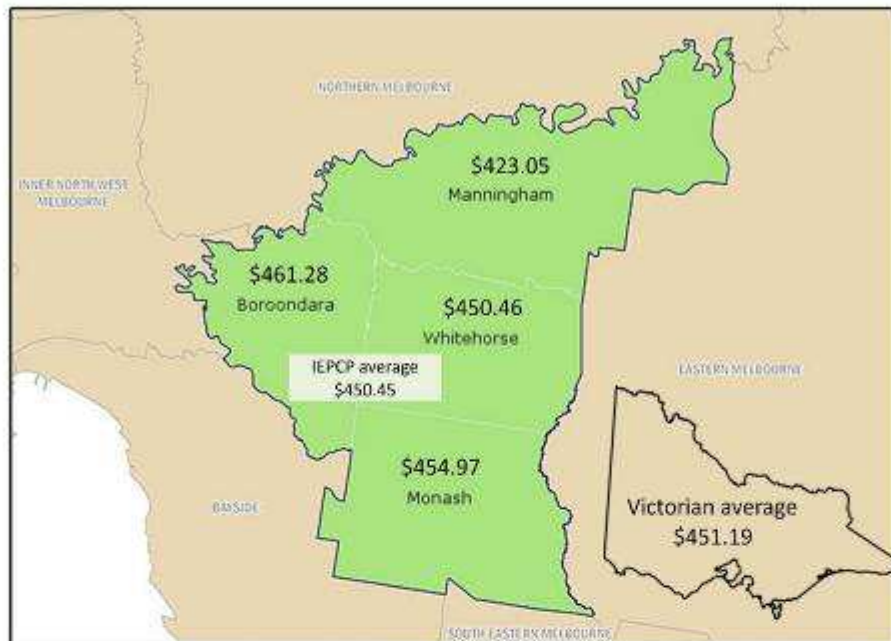 NORTHERN MELBOURNE
$423.05
Manningham
INNER NORTH WEST
MELBOURNE
$461.28
Boroondara
$450.46
Whitehorse
IEPCP average
$450.45
EASTERN MELBOURNE
$454.97
Monash
BAYSIDE
Victorian average
$451.19
SOUTH EASTERN MELBOURNE